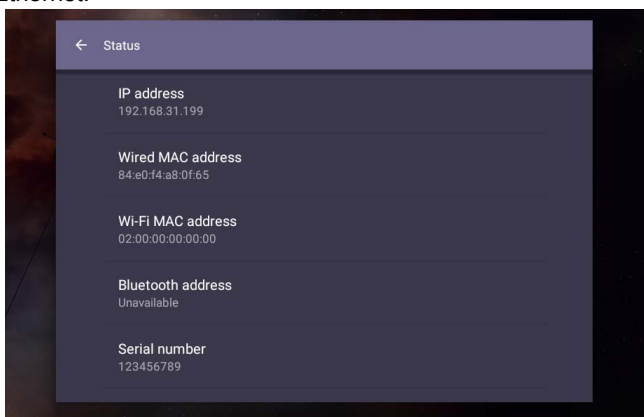 Ethernet.
Status
IP address
192.168.31.199
Wired MAC address
84:e0:f4:a8:0f:65
Wi-Fi MAC address
02:00:00:00:00:00
Bluetooth address
Unavailable
Serial number
123456789